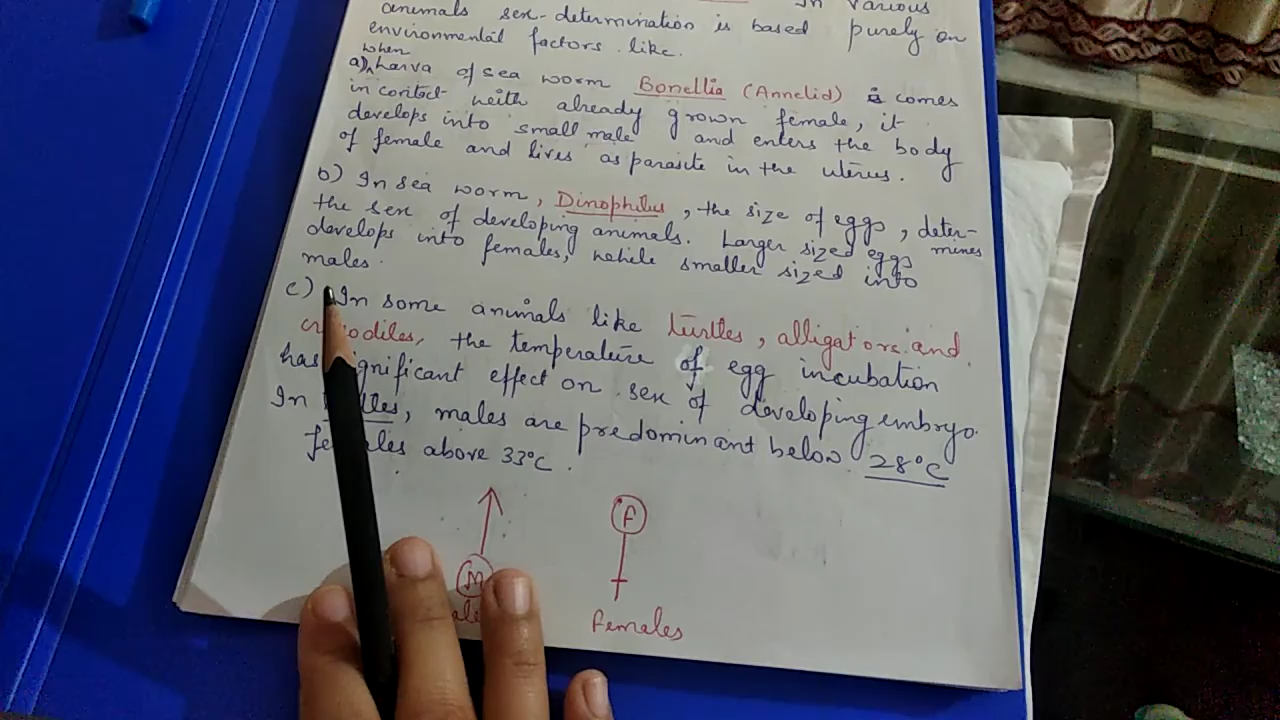 In various
animals sex-determination is based purely on
environmental factors like.
when
a) Larva of sea worm Bonellia (Annelid) is comes
in contact with already grown female, it
develops into small male and enters the body
of female and lives as parasite in the uterus.
b) In sea worm, Dinophilus, the size of eggs, deter-
mines
the sex of developing animals. Larger sized eggs
develops into females, while smaller sized into
males.
c) In some animals like turtles, alligators and
crocodiles, the temperature of egg incubation
has significant effect on sex of developing embryo.
In turtles, males are predominant below 28°C
females above 33°C.
M
F
females